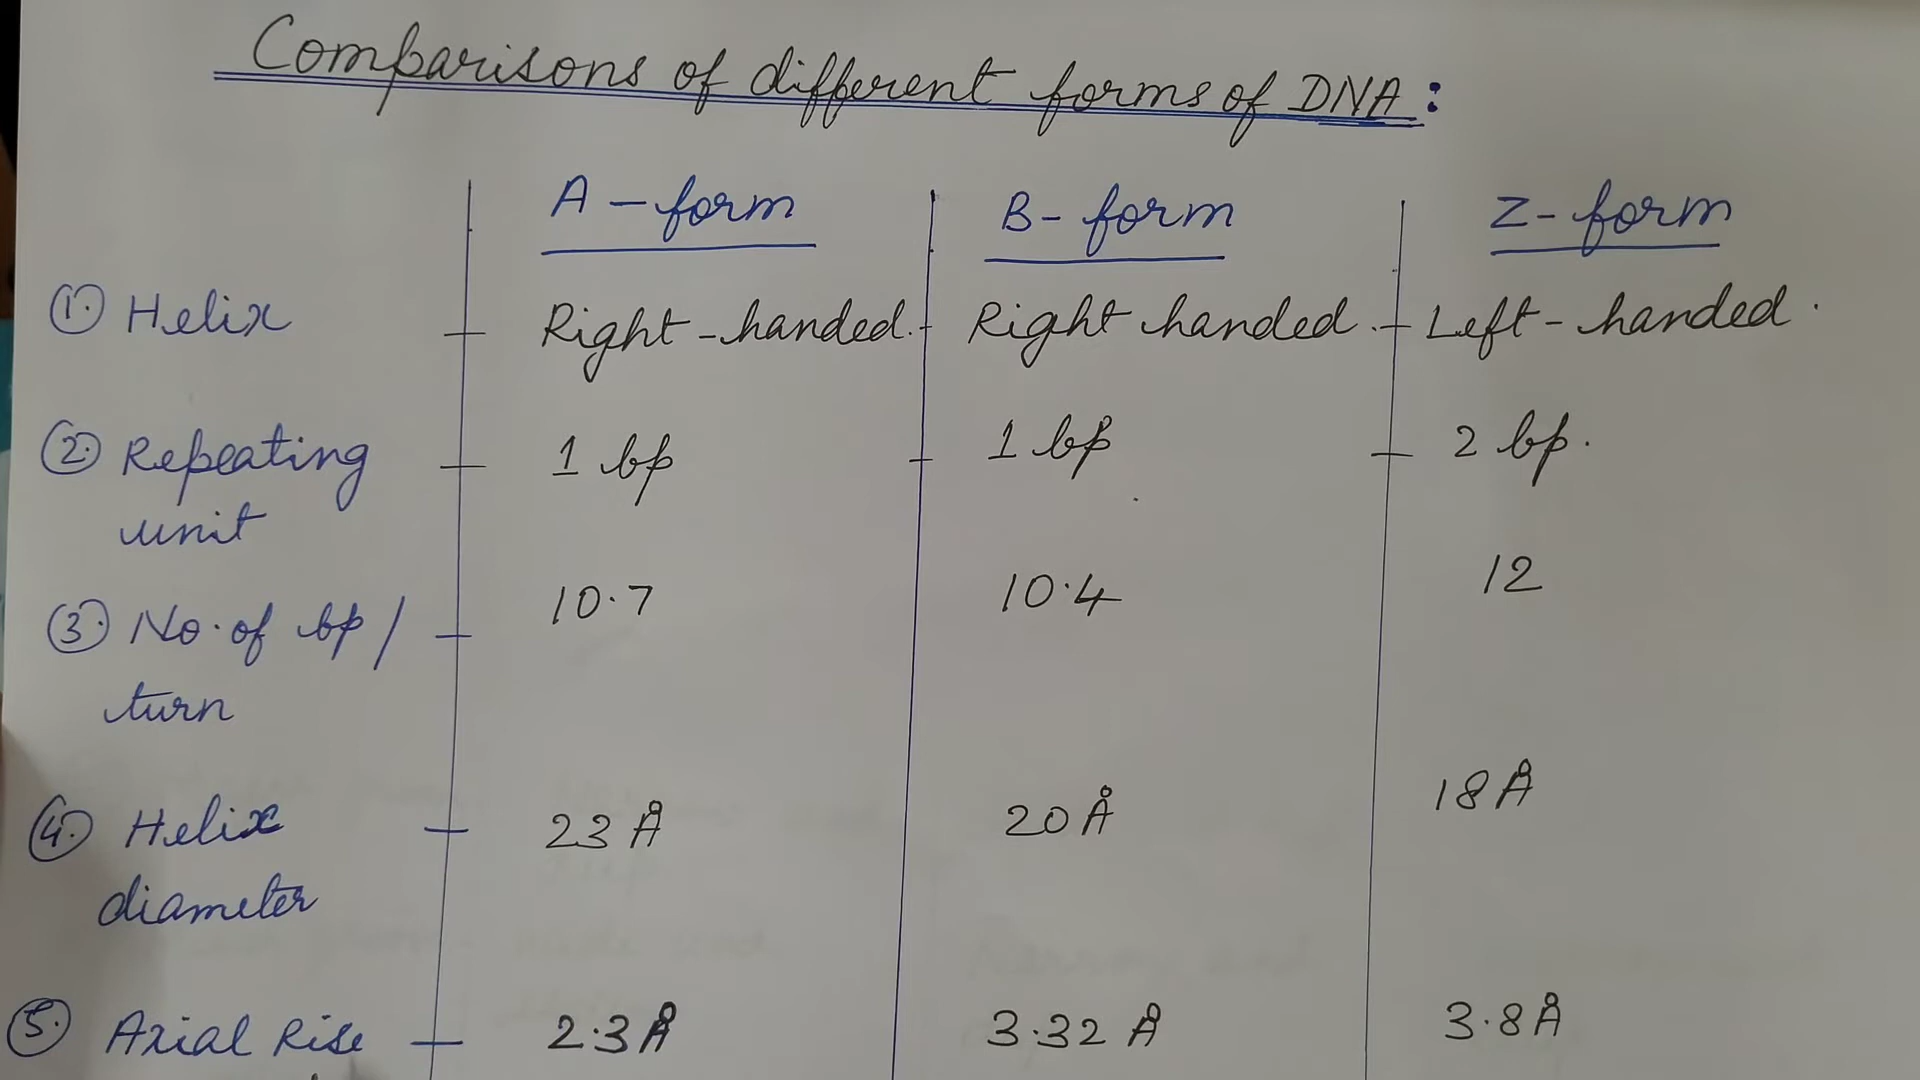 Comparisons of different forms of DNA:
A-form B-form Z-form
① Helix Right-handed. Right handed. Left-handed.
② Repeating 1 bp 1 bp 2 bp.
unit
③ No. of bp/ 10.7 10.4 12
turn
④ Helix 23 Å 20 Å 18 Å
diameter
⑤ Axial Rise 2.3 Å 3.32 Å 3.8 Å